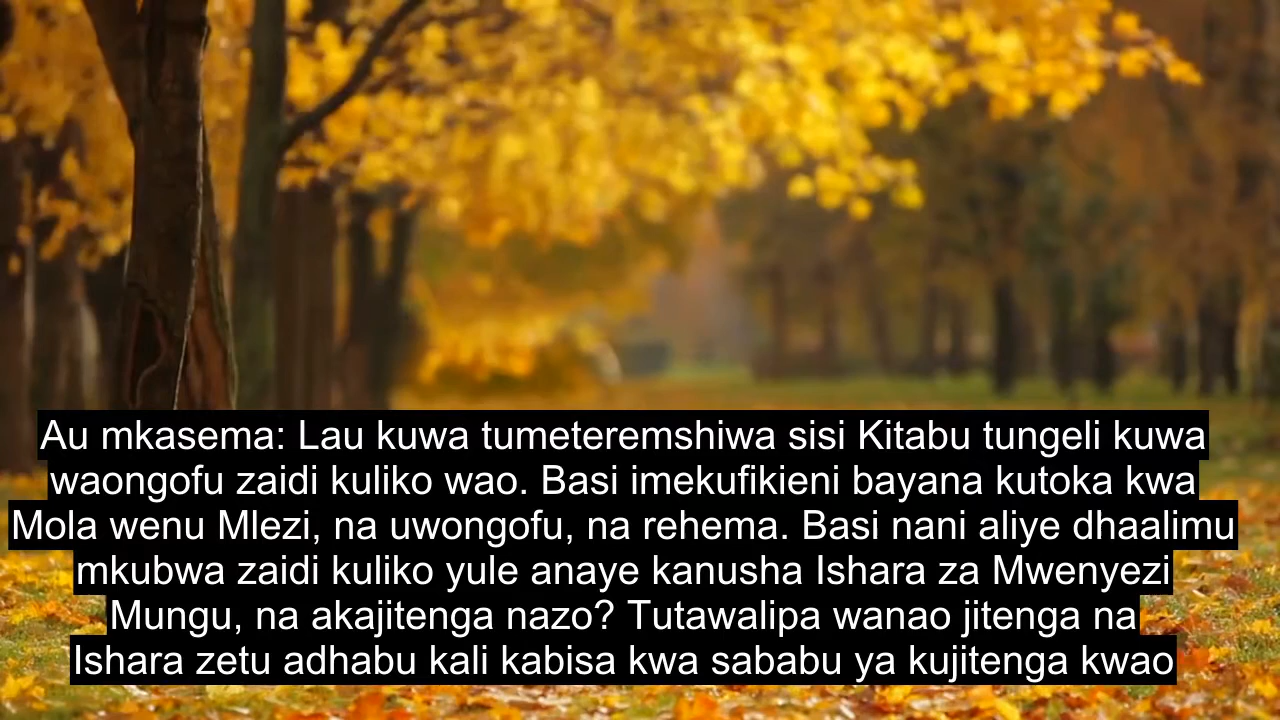 Au mkasema: Lau kuwa tumeteremshiwa sisi Kitabu tungeli kuwa
waongofu zaidi kuliko wao. Basi imekufikieni bayana kutoka kwa
Mola wenu Mlezi, na uwongofu, na rehema. Basi nani aliye dhaalimu
mkubwa zaidi kuliko yule anaye kanusha Ishara za Mwenyezi
Mungu, na akajitenga nazo? Tutawalipa wanao jitenga na
Ishara zetu adhabu kali kabisa kwa sababu ya kujitenga kwao